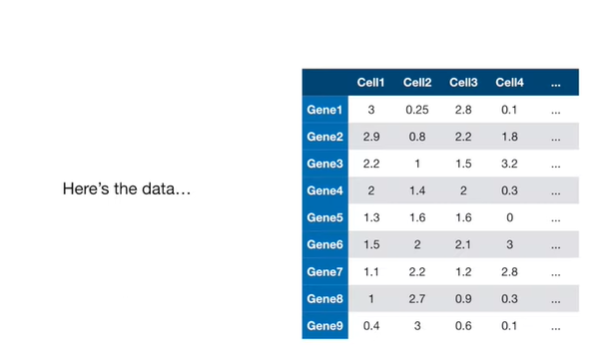 Here's the data...
Cell1 Cell2 Cell3 Cell4 ...
Gene1 3 0.25 2.8 0.1 ...
Gene2 2.9 0.8 2.2 1.8 ...
Gene3 2.2 1 1.5 3.2 ...
Gene4 2 1.4 2 0.3 ...
Gene5 1.3 1.6 1.6 0 ...
Gene6 1.5 2 2.1 3 ...
Gene7 1.1 2.2 1.2 2.8 ...
Gene8 1 2.7 0.9 0.3 ...
Gene9 0.4 3 0.6 0.1 ...